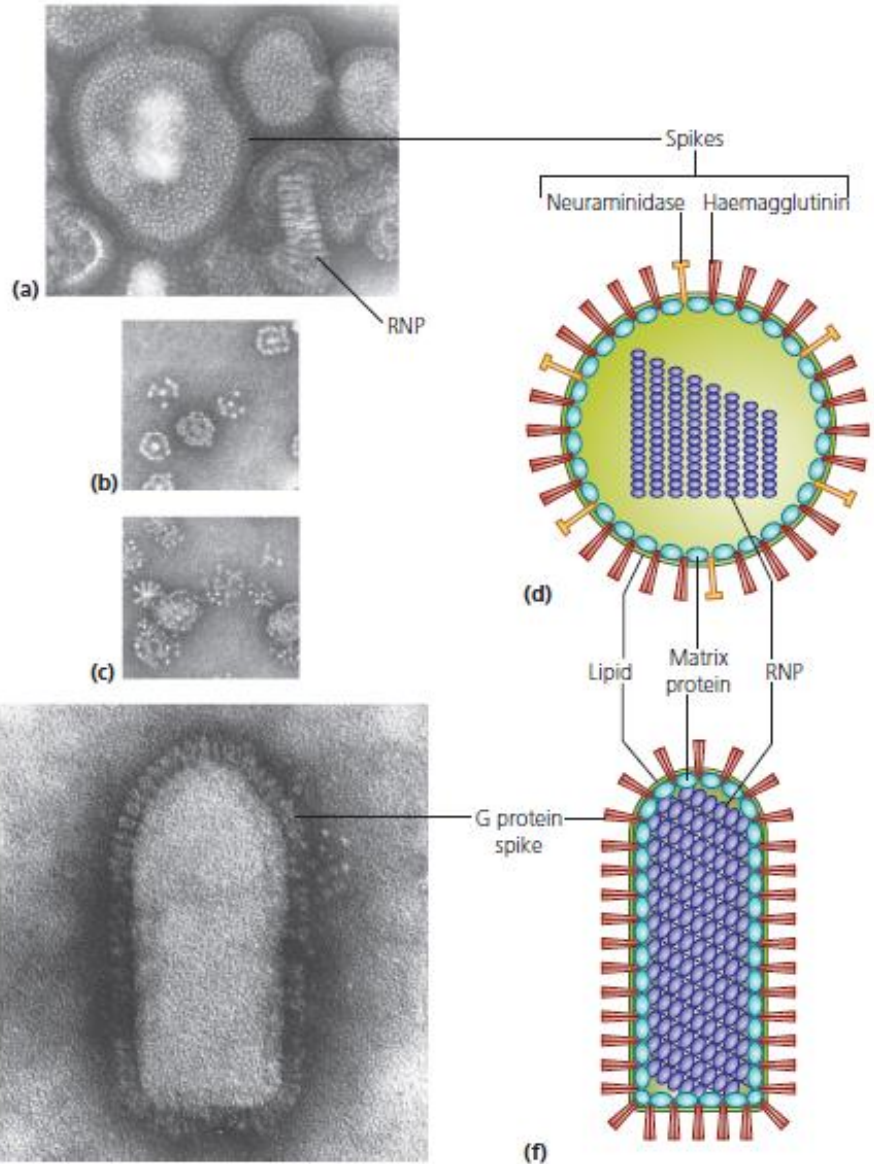 Spikes
Neuraminidase Haemagglutinin
(a)
RNP
(b)
(c)
(d)
Lipid
Matrix
protein
RNP
G protein
spike
(f)